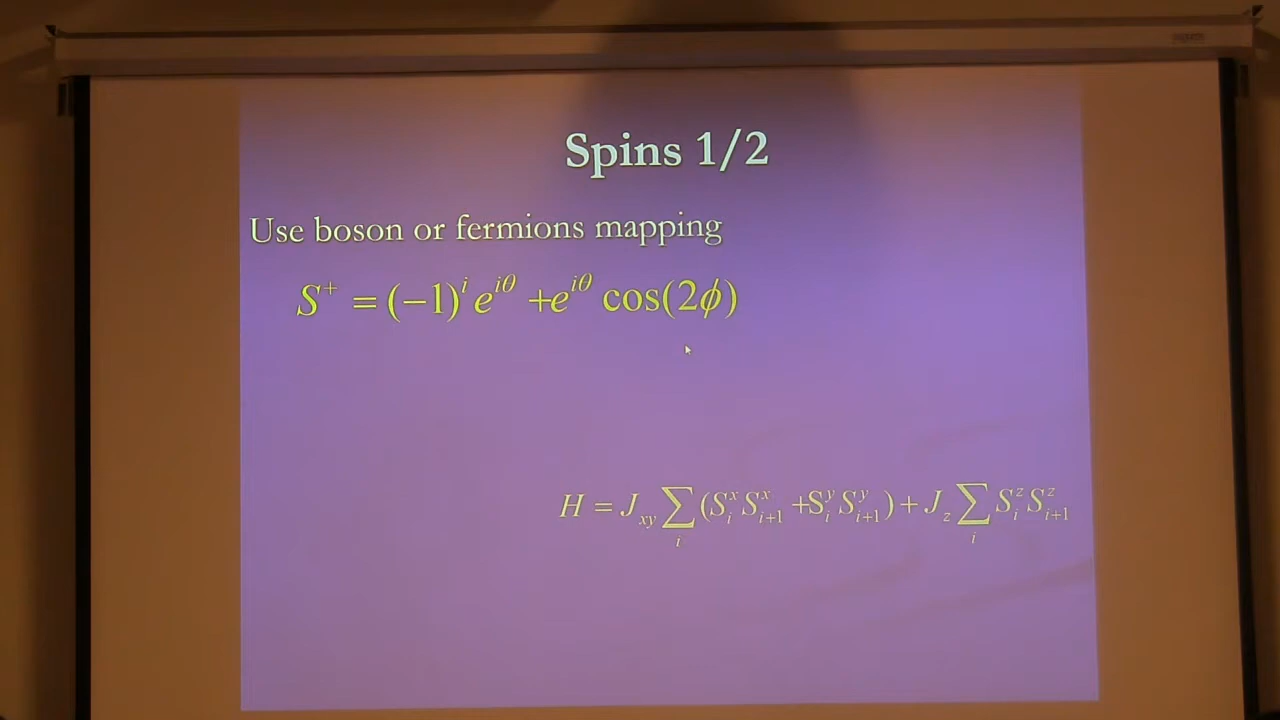 Spins 1/2
Use boson or fermions mapping
S⁺ = (−1)ⁱ e^{iθ} + e^{iθ} cos(2ϕ)
H = J_{xy} ∑_i (S_i^x S_{i+1}^x + S_i^y S_{i+1}^y) + J_z ∑_i S_i^z S_{i+1}^z